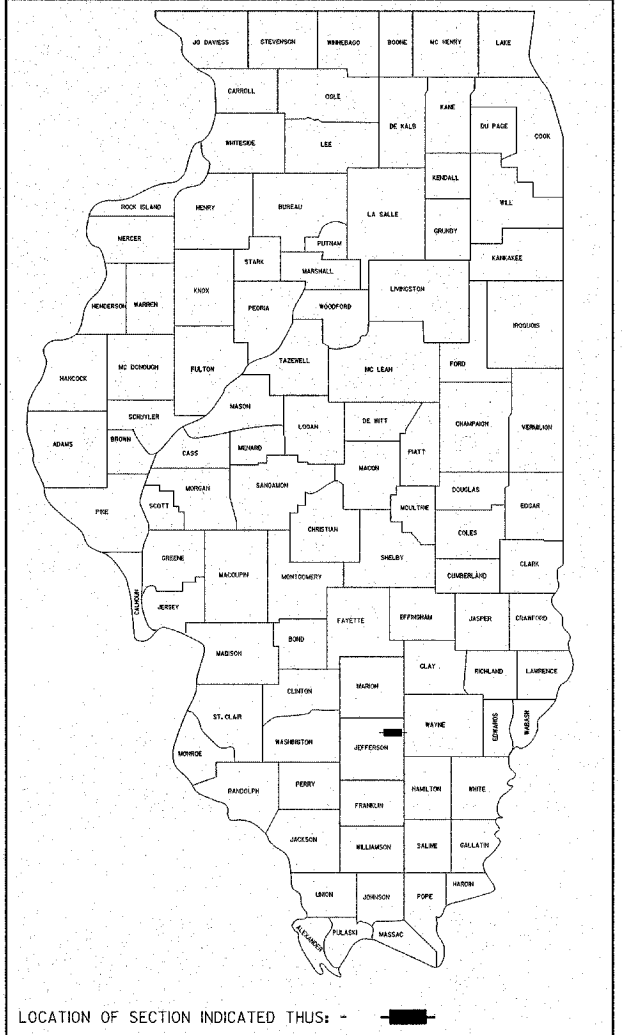 JO DAVIESS STEVENSON WINNEBAGO BOONE MC HENRY LAKE
CARROLL OGLE KANE
DE KALB DU PAGE COOK
WHITESIDE LEE
KENDALL
ROCK ISLAND HENRY BUREAU LA SALLE WILL
MERCER PUTNAM GRUNDY
STARK KANKAKEE
MARSHALL
HENDERSON WARREN KNOX LIVINGSTON
PEORIA WOODFORD
IROQUOIS
HANCOCK MC DONOUGH FULTON TAZEWELL MC LEAN FORD
MASON
SCHUYLER LOGAN DE WITT CHAMPAIGN VERMILION
ADAMS BROWN MENARD PIATT
CASS MACON
SANGAMON DOUGLAS
PIKE SCOTT MORGAN MOULTRIE EDGAR
CHRISTIAN COLES
GREENE SHELBY CLARK
MACOUPIN MONTGOMERY CUMBERLAND
CALHOUN JERSEY
FAYETTE EFFINGHAM JASPER CRAWFORD
MADISON BOND
CLAY RICHLAND LAWRENCE
MARION
CLINTON
ST. CLAIR WAYNE EDWARDS WABASH
WASHINGTON JEFFERSON
MONROE
RANDOLPH PERRY HAMILTON WHITE
FRANKLIN
JACKSON WILLIAMSON SALINE GALLATIN
UNION JOHNSON POPE HARDIN
ALEXANDER PULASKI MASSAC
LOCATION OF SECTION INDICATED THUS: -